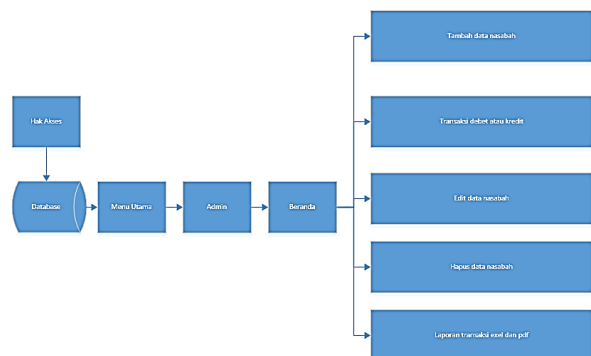 Tambah data nasabah
Hak Akses
Transaksi debet atau kredit
Database
Menu Utama
Admin
Beranda
Edit data nasabah
Hapus data nasabah
Laporan transaksi exel dan pdf